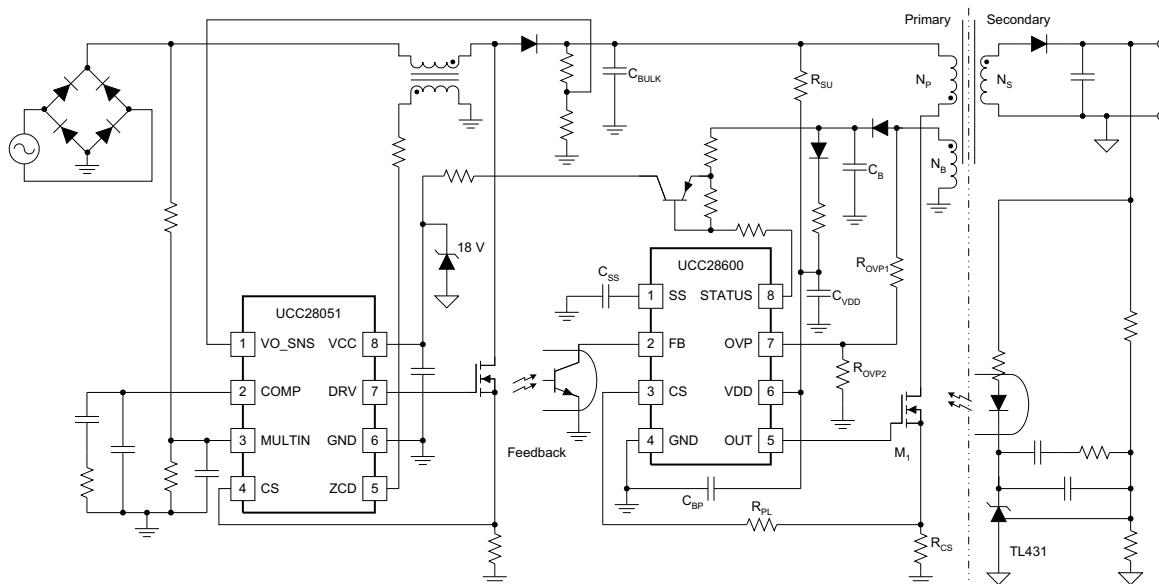 Primary
Secondary
C_BULK
R_SU
N_P
N_S
C_B
N_B
18 V
C_SS
UCC28600
R_OVP1
C_VDD
UCC28051
1 SS STATUS 8
1 VO_SNS VCC 8
2 FB OVP 7
R_OVP2
2 COMP DRV 7
3 CS VDD 6
3 MULTIN GND 6
4 GND OUT 5
Feedback
M_1
4 CS ZCD 5
C_BP
R_PL
R_CS
TL431